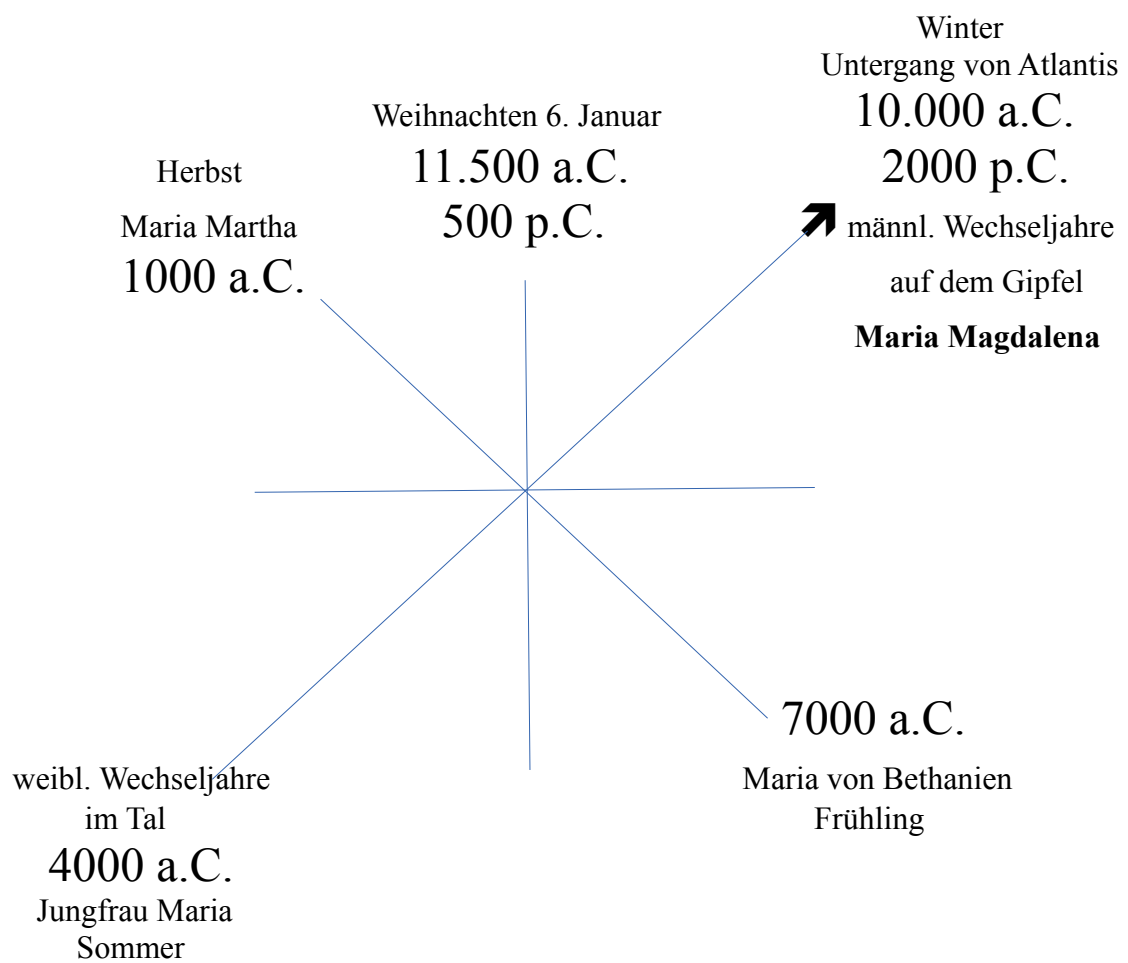 Winter
Untergang von Atlantis
10.000 a.C.
2000 p.C.
männl. Wechseljahre
auf dem Gipfel
Maria Magdalena
Weihnachten 6. Januar
11.500 a.C.
500 p.C.
Herbst
Maria Martha
1000 a.C.
7000 a.C.
Maria von Bethanien
Frühling
weibl. Wechseljahre
im Tal
4000 a.C.
Jungfrau Maria
Sommer